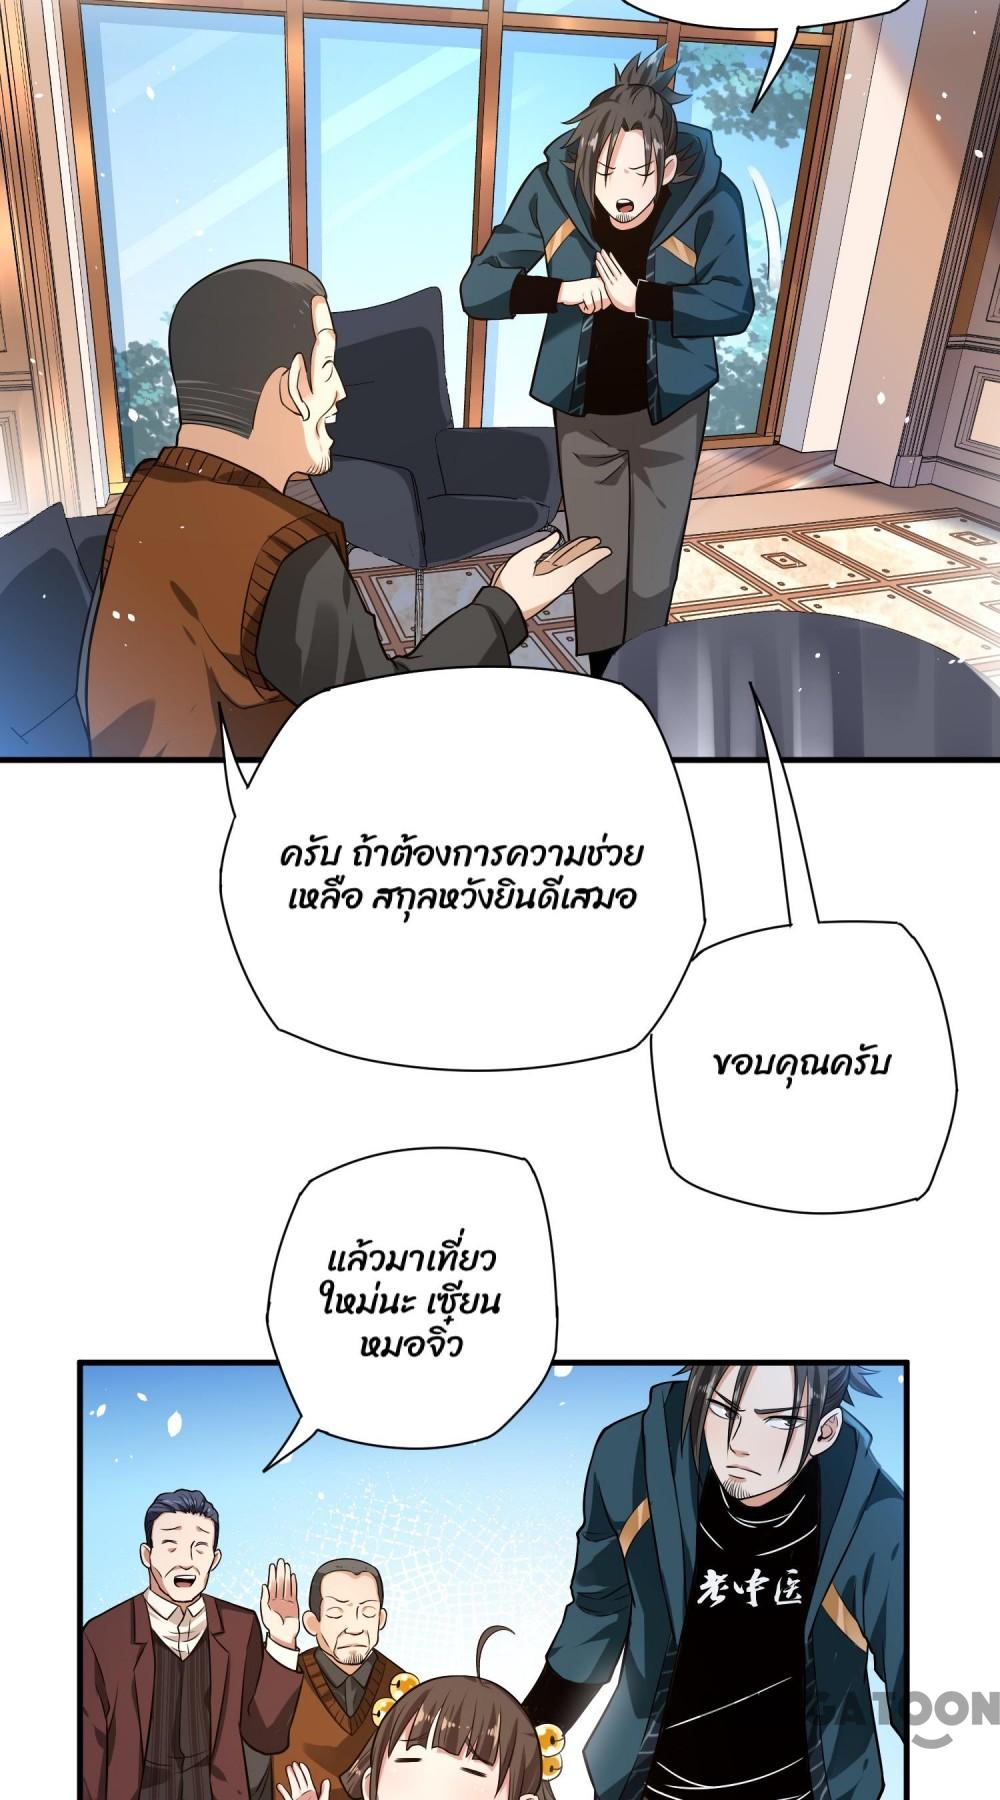 ครับ ถ้าต้องการความช่วย
เหลือ สกุลหวังยินดีเสมอ
ขอบคุณครับ
แล้วมาเที่ยว
ใหม่นะ เซียน
หมอจิ๋ว
老中医
GATOON